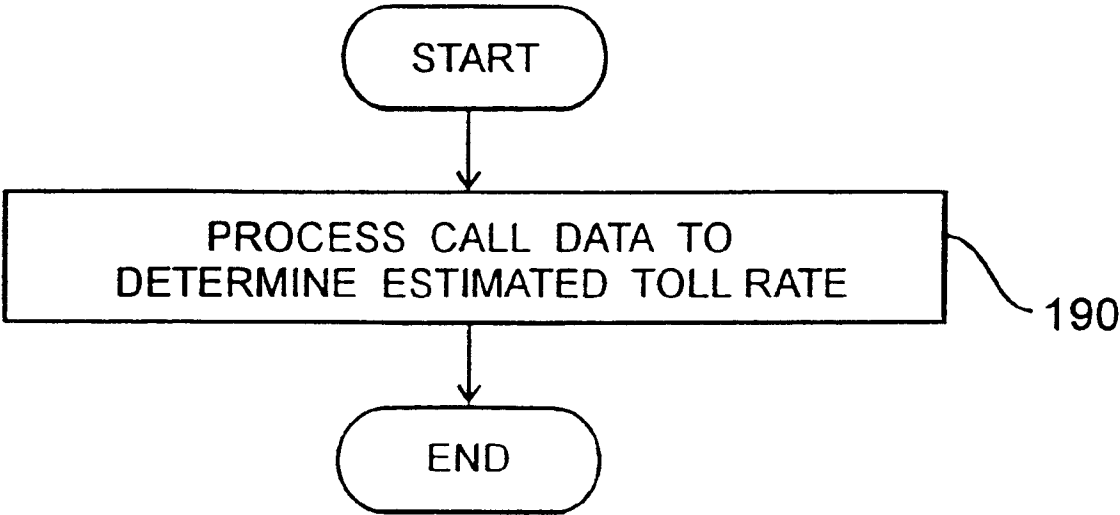 START
PROCESS CALL DATA TO
DETERMINE ESTIMATED TOLL RATE
190
END